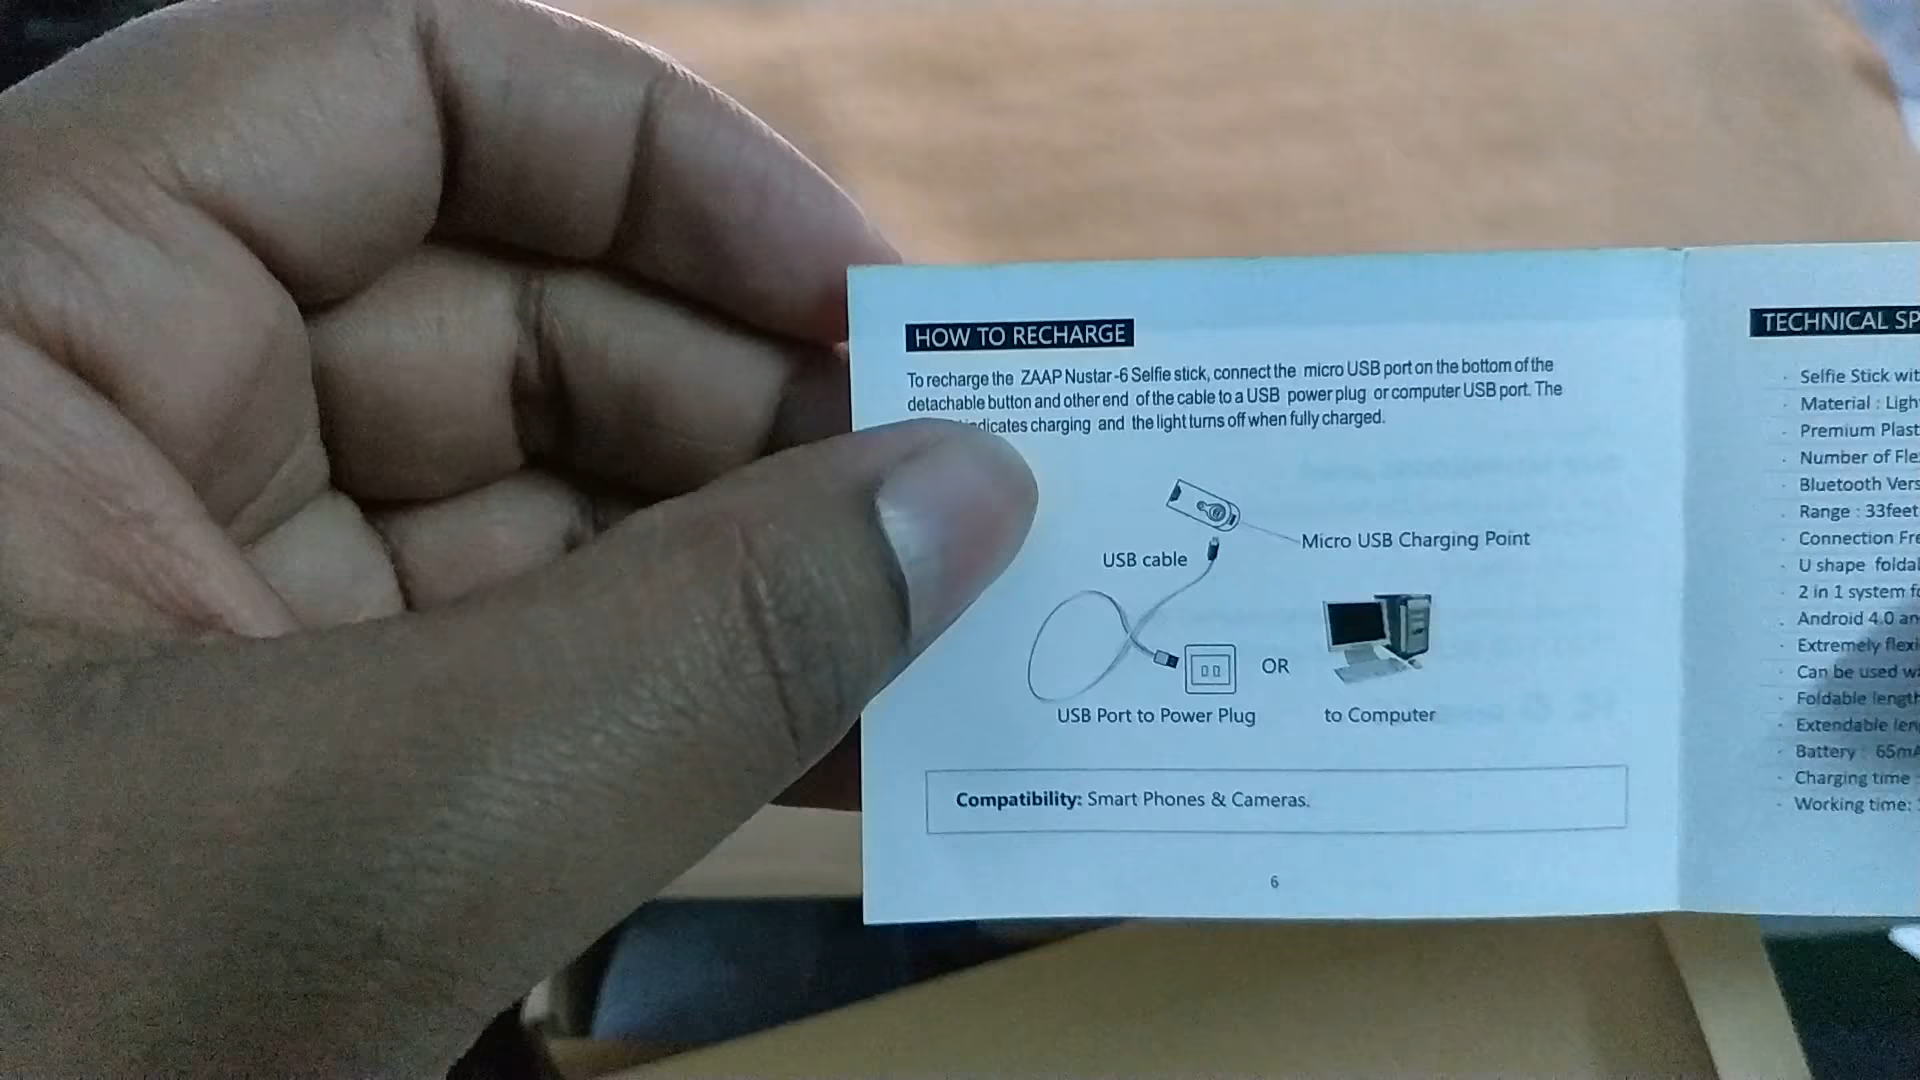 HOW TO RECHARGE
To recharge the ZAAP Nustar-6 Selfie stick, connect the micro USB port on the bottom of the
detachable button and other end of the cable to a USB power plug or computer USB port. The
charging and the light turns off when fully charged.
Micro USB Charging Point
USB cable
OR
USB Port to Power Plug
to Computer
Compatibility: Smart Phones & Cameras.
6
TECHNICAL SP
· Selfie Stick wit
· Material : Ligh
· Premium Plast
· Number of Fle
· Bluetooth Vers
· Range : 33feet
· Connection Fre
· U shape foldal
· 2 in 1 system fo
· Android 4.0 an
· Extremely flexi
· Can be used w
· Foldable length
· Extendable len
· Battery : 65mA
· Charging time
· Working time: